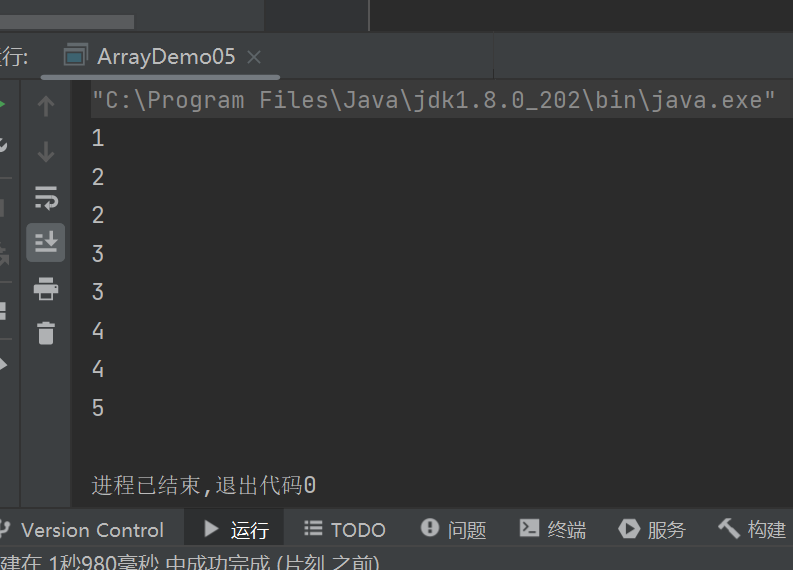 运行:
ArrayDemo05
"C:\Program Files\Java\jdk1.8.0_202\bin\java.exe"
1
2
2
3
3
4
4
5
进程已结束,退出代码0
Version Control 运行 TODO 问题 终端 服务 构建
建在 1秒980毫秒 中成功完成 (片刻 之前)